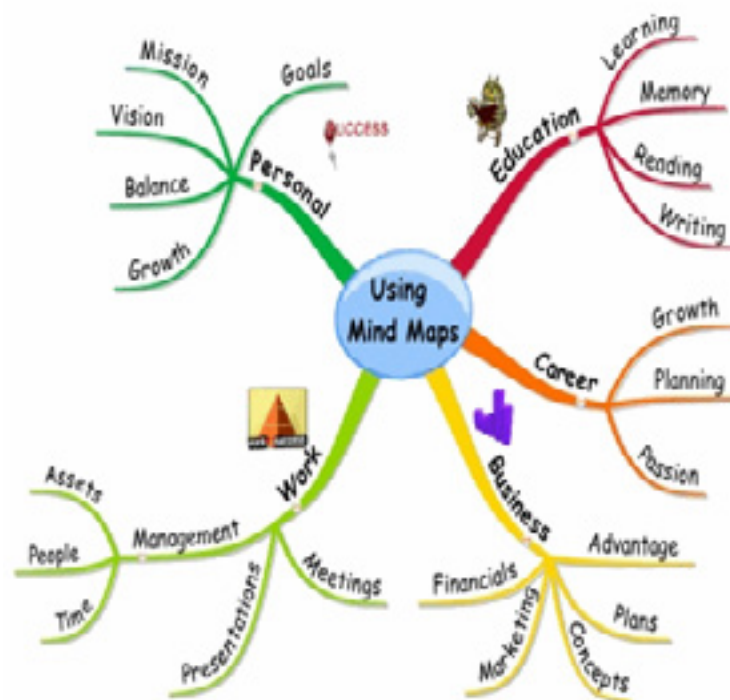 Using
Mind Maps
Education
Learning
Memory
Reading
Writing
Career
Growth
Planning
Passion
Business
Advantage
Plans
Concepts
Marketing
Financials
Work
Meetings
Presentations
Management
Assets
People
Time
Personal
Goals
Mission
Vision
Balance
Growth
success